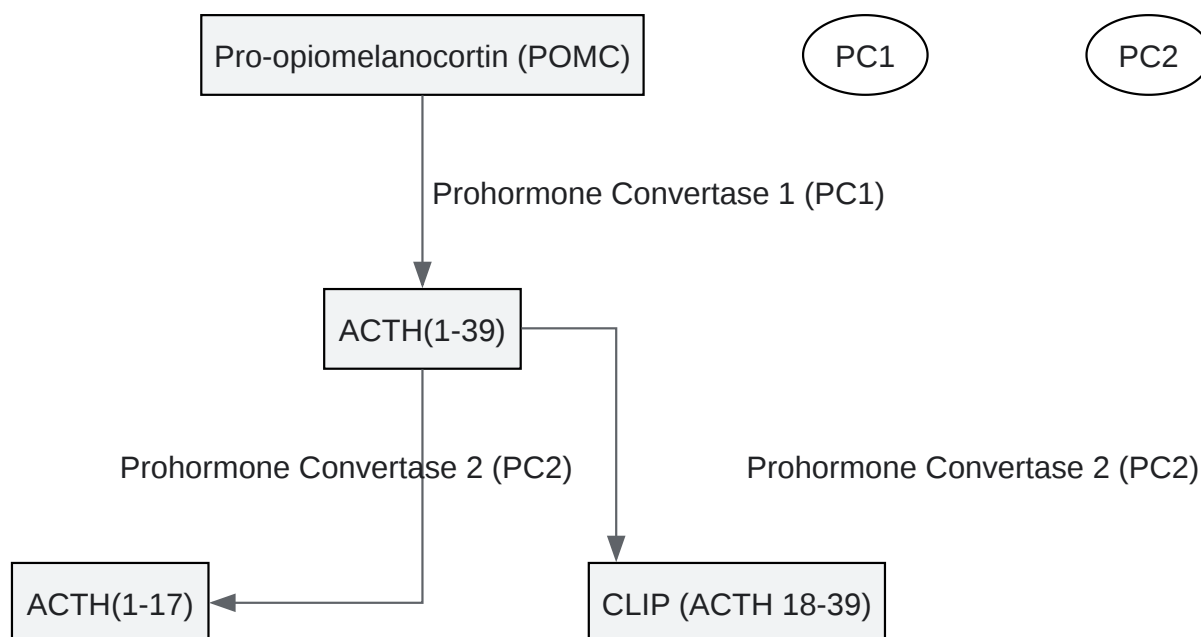 Pro-opiomelanocortin (POMC)
PC1
PC2
Prohormone Convertase 1 (PC1)
ACTH(1-39)
Prohormone Convertase 2 (PC2)
Prohormone Convertase 2 (PC2)
ACTH(1-17)
CLIP (ACTH 18-39)